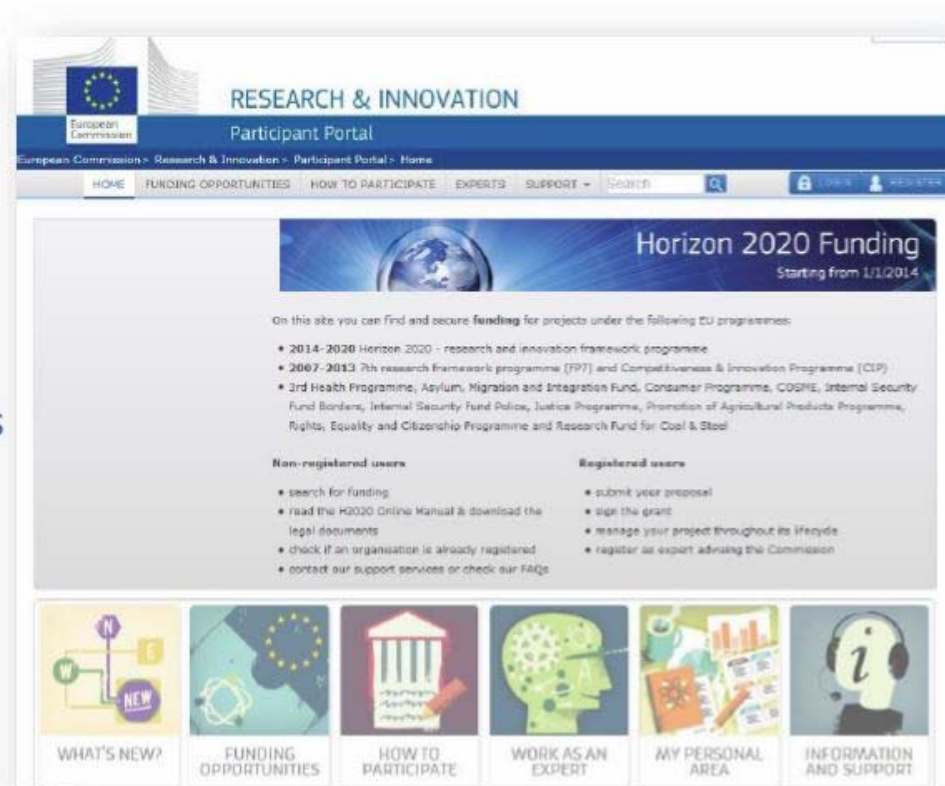 European
Commission
RESEARCH & INNOVATION
Participant Portal
European Commission > Research & Innovation > Participant Portal > Home
HOME FUNDING OPPORTUNITIES HOW TO PARTICIPATE EXPERTS SUPPORT Search LOGIN REGISTER
Horizon 2020 Funding
Starting from 1/1/2014
On this site you can find and secure funding for projects under the following EU programmes:
• 2014-2020 Horizon 2020 - research and innovation framework programme
• 2007-2013 7th research framework programme (FP7) and Competitiveness & Innovation Programme (CIP)
• 3rd Health Programme, Asylum, Migration and Integration Fund, Consumer Programme, COSME, Internal Security
Fund Borders, Internal Security Fund Police, Justice Programme, Promotion of Agricultural Products Programme,
Rights, Equality and Citizenship Programme and Research Fund for Coal & Steel
Non-registered users
• search for funding
• read the H2020 Online Manual & download the
legal documents
• check if an organisation is already registered
• contact our support services or check our FAQs
Registered users
• submit your proposal
• sign the grant
• manage your project throughout its lifecycle
• register as expert advising the Commission
N
W
E
NEW
i
WHAT'S NEW?
FUNDING
OPPORTUNITIES
HOW TO
PARTICIPATE
WORK AS AN
EXPERT
MY PERSONAL
AREA
INFORMATION
AND SUPPORT